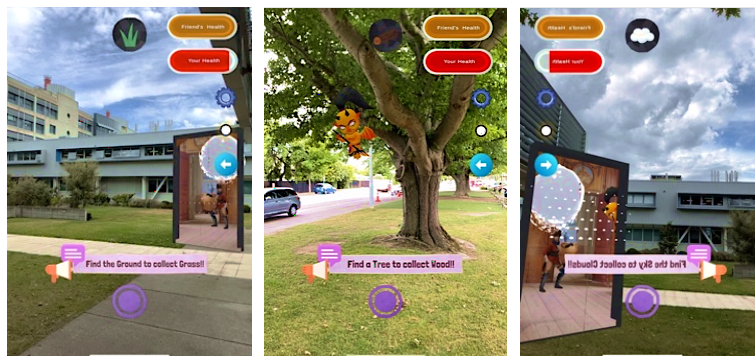 Friend's Health
Your Health
Find the Ground to collect Grass!!
Friend's Health
Your Health
Find a Tree to collect Wood!!
Friend's Health
Your Health
Find the Sky to collect Clouds!!